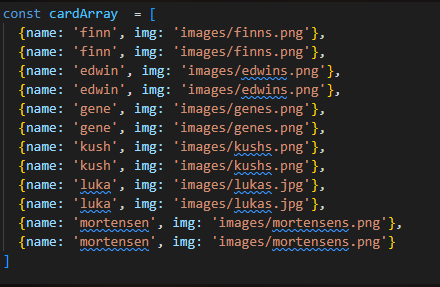 const cardArray  = [
  {name: 'finn', img: 'images/finns.png'},
  {name: 'finn', img: 'images/finns.png'},
  {name: 'edwin', img: 'images/edwins.png'},
  {name: 'edwin', img: 'images/edwins.png'},
  {name: 'gene', img: 'images/genes.png'},
  {name: 'gene', img: 'images/genes.png'},
  {name: 'kush', img: 'images/kushs.png'},
  {name: 'kush', img: 'images/kushs.png'},
  {name: 'luka', img: 'images/lukas.jpg'},
  {name: 'luka', img: 'images/lukas.jpg'},
  {name: 'mortensen', img: 'images/mortensens.png'},
  {name: 'mortensen', img: 'images/mortensens.png'}
]